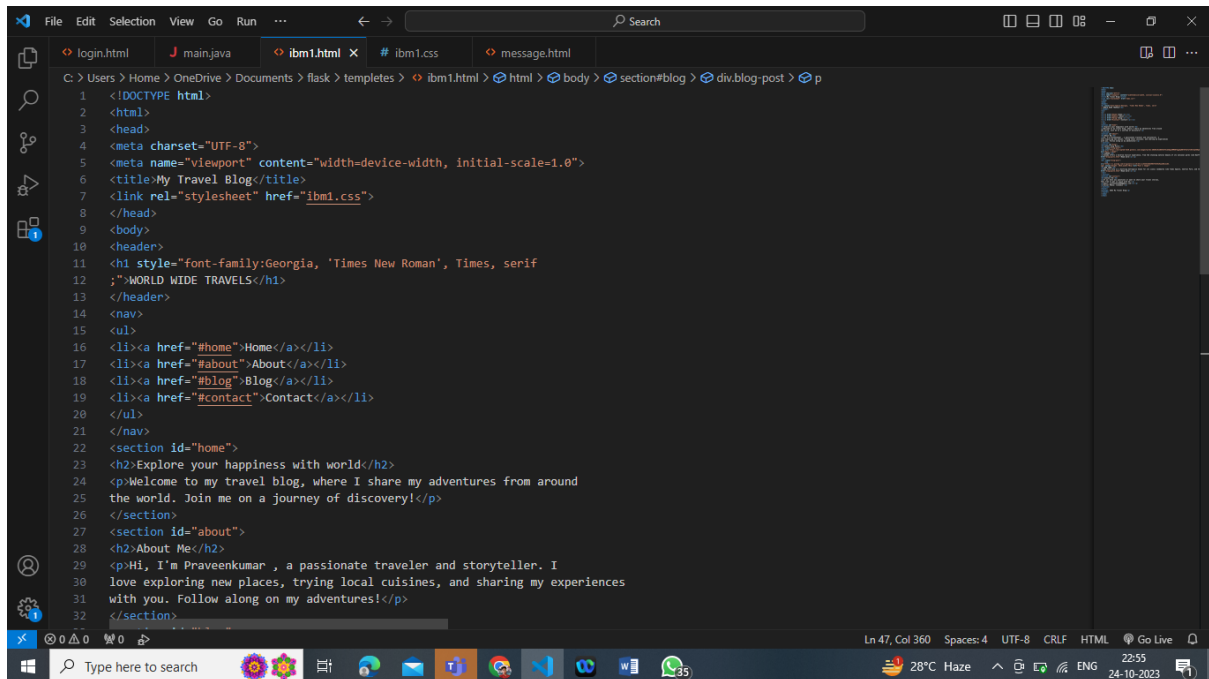 File Edit Selection View Go Run ··· ← → Search
login.html J main.java ibm1.html × # ibm1.css message.html ···
C: > Users > Home > OneDrive > Documents > flask > templetes > ibm1.html > html > body > section#blog > div.blog-post > p
1 <!DOCTYPE html>
2 <html>
3 <head>
4 <meta charset="UTF-8">
5 <meta name="viewport" content="width=device-width, initial-scale=1.0">
6 <title>My Travel Blog</title>
7 <link rel="stylesheet" href="ibm1.css">
8 </head>
9 <body>
10 <header>
11 <h1 style="font-family:Georgia, 'Times New Roman', Times, serif
12 ;">WORLD WIDE TRAVELS</h1>
13 </header>
14 <nav>
15 <ul>
16 <li><a href="#home">Home</a></li>
17 <li><a href="#about">About</a></li>
18 <li><a href="#blog">Blog</a></li>
19 <li><a href="#contact">Contact</a></li>
20 </ul>
21 </nav>
22 <section id="home">
23 <h2>Explore your happiness with world</h2>
24 <p>Welcome to my travel blog, where I share my adventures from around
25 the world. Join me on a journey of discovery!</p>
26 </section>
27 <section id="about">
28 <h2>About Me</h2>
29 <p>Hi, I'm Praveenkumar , a passionate traveler and storyteller. I
30 love exploring new places, trying local cuisines, and sharing my experiences
31 with you. Follow along on my adventures!</p>
32 </section>
1
1
0 0 0 Ln 47, Col 360 Spaces: 4 UTF-8 CRLF HTML Go Live
Type here to search 35 28°C Haze ENG 22:55
24-10-2023 1